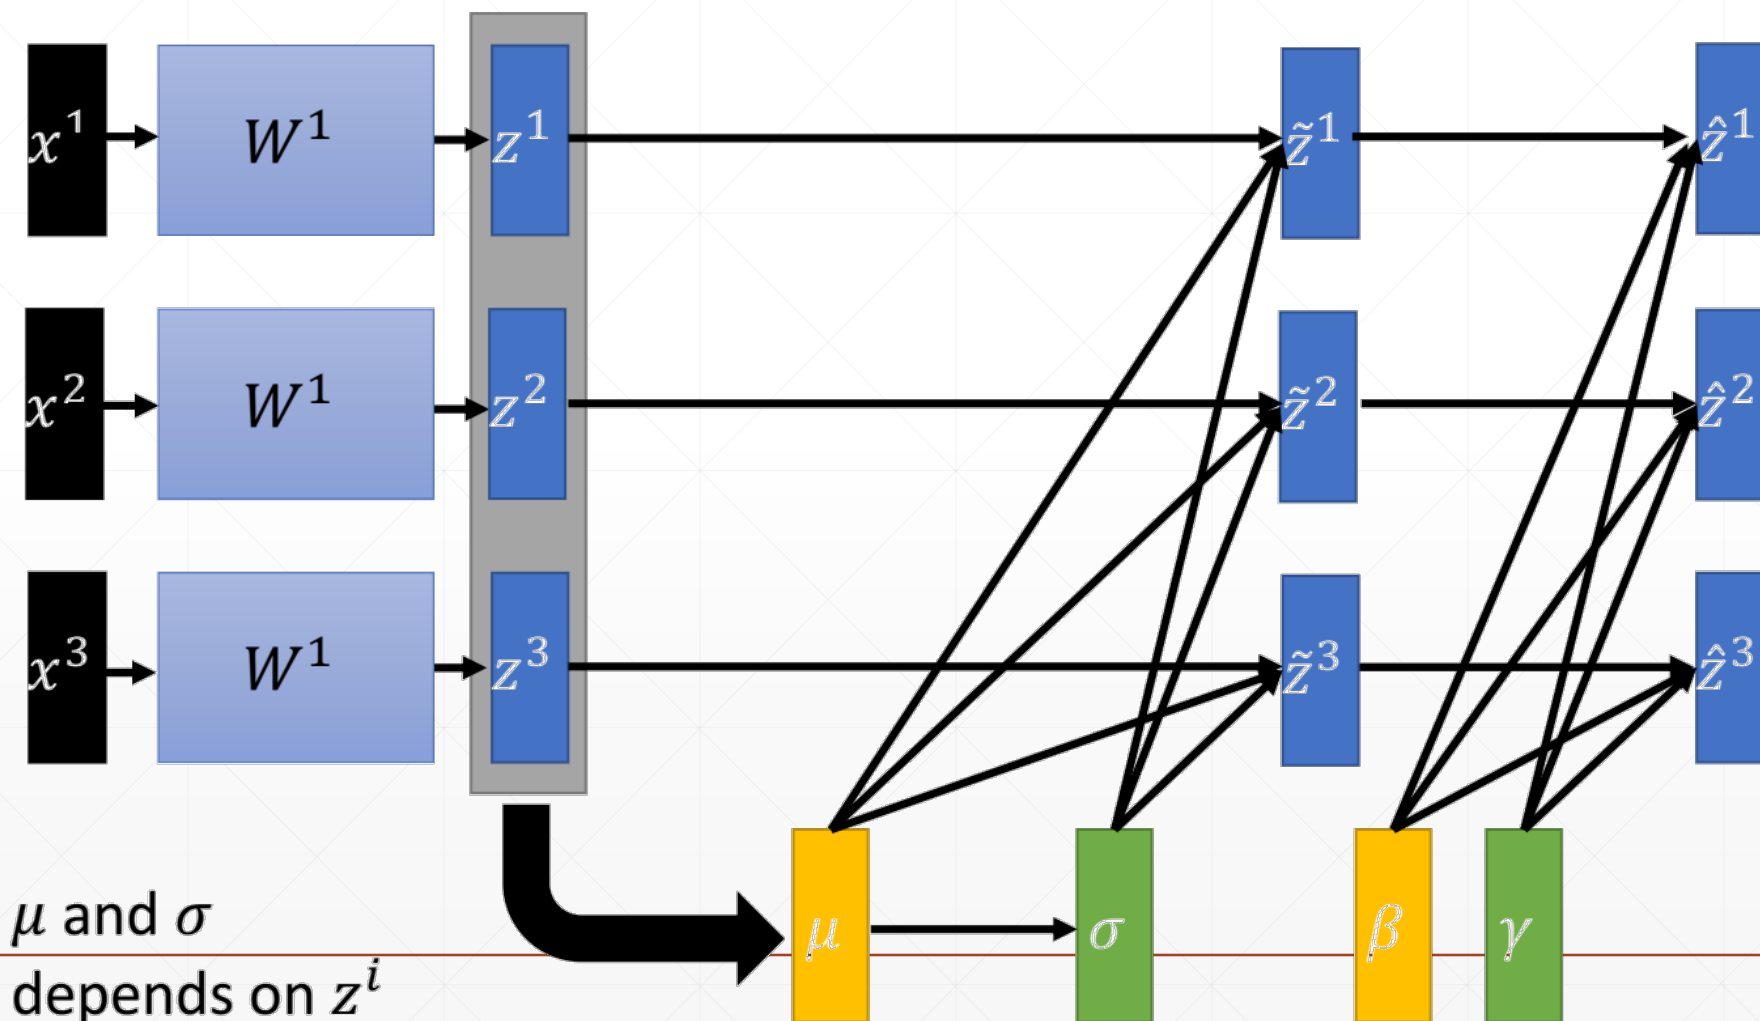 x¹ W¹ z¹ z̃¹ ẑ¹
x² W¹ z² z̃² ẑ²
x³ W¹ z³ z̃³ ẑ³
μ σ β γ
μ and σ
depends on zⁱ